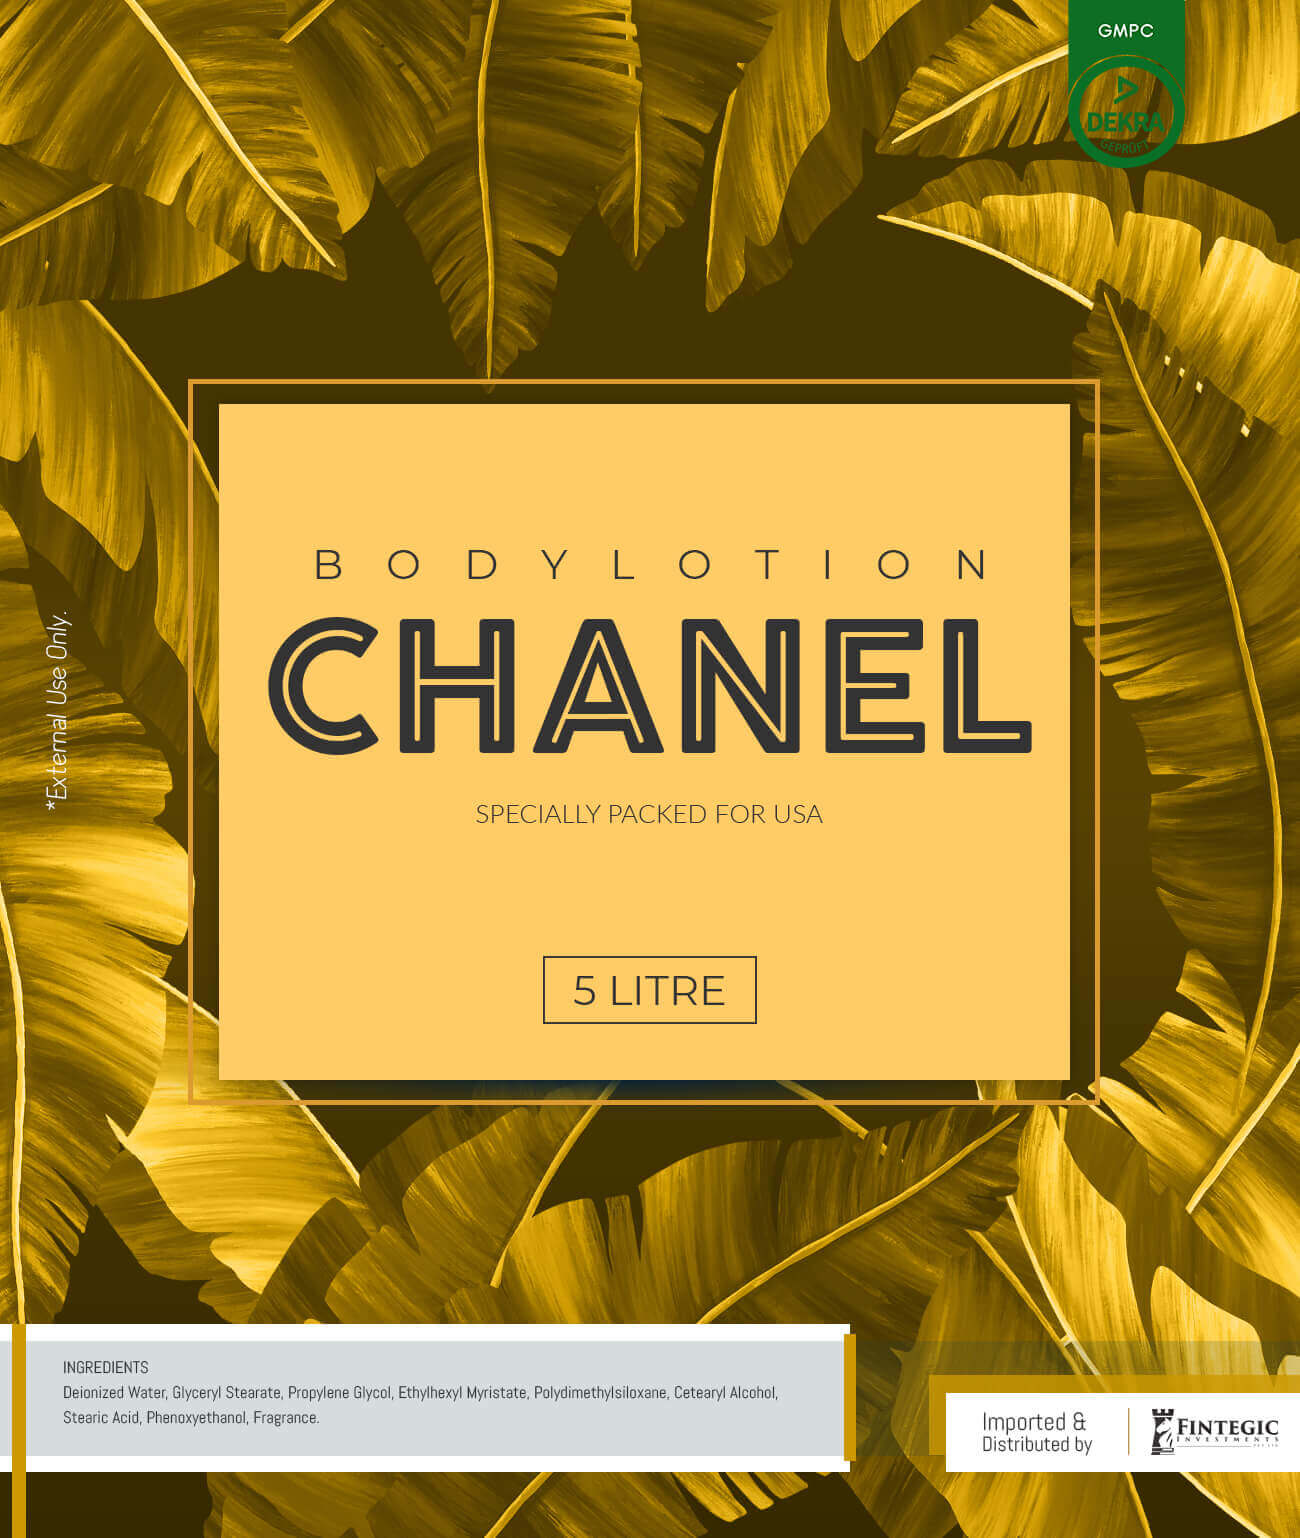 GMPC
DEKRA
GEPRÜFT
BODYLOTION
CHANEL
SPECIALLY PACKED FOR USA
5 LITRE
*External Use Only.
INGREDIENTS
Deionized Water, Glyceryl Stearate, Propylene Glycol, Ethylhexyl Myristate, Polydimethylsiloxane, Cetearyl Alcohol,
Stearic Acid, Phenoxyethanol, Fragrance.
Imported &
Distributed by
FINTEGIC
INVESTMENTS